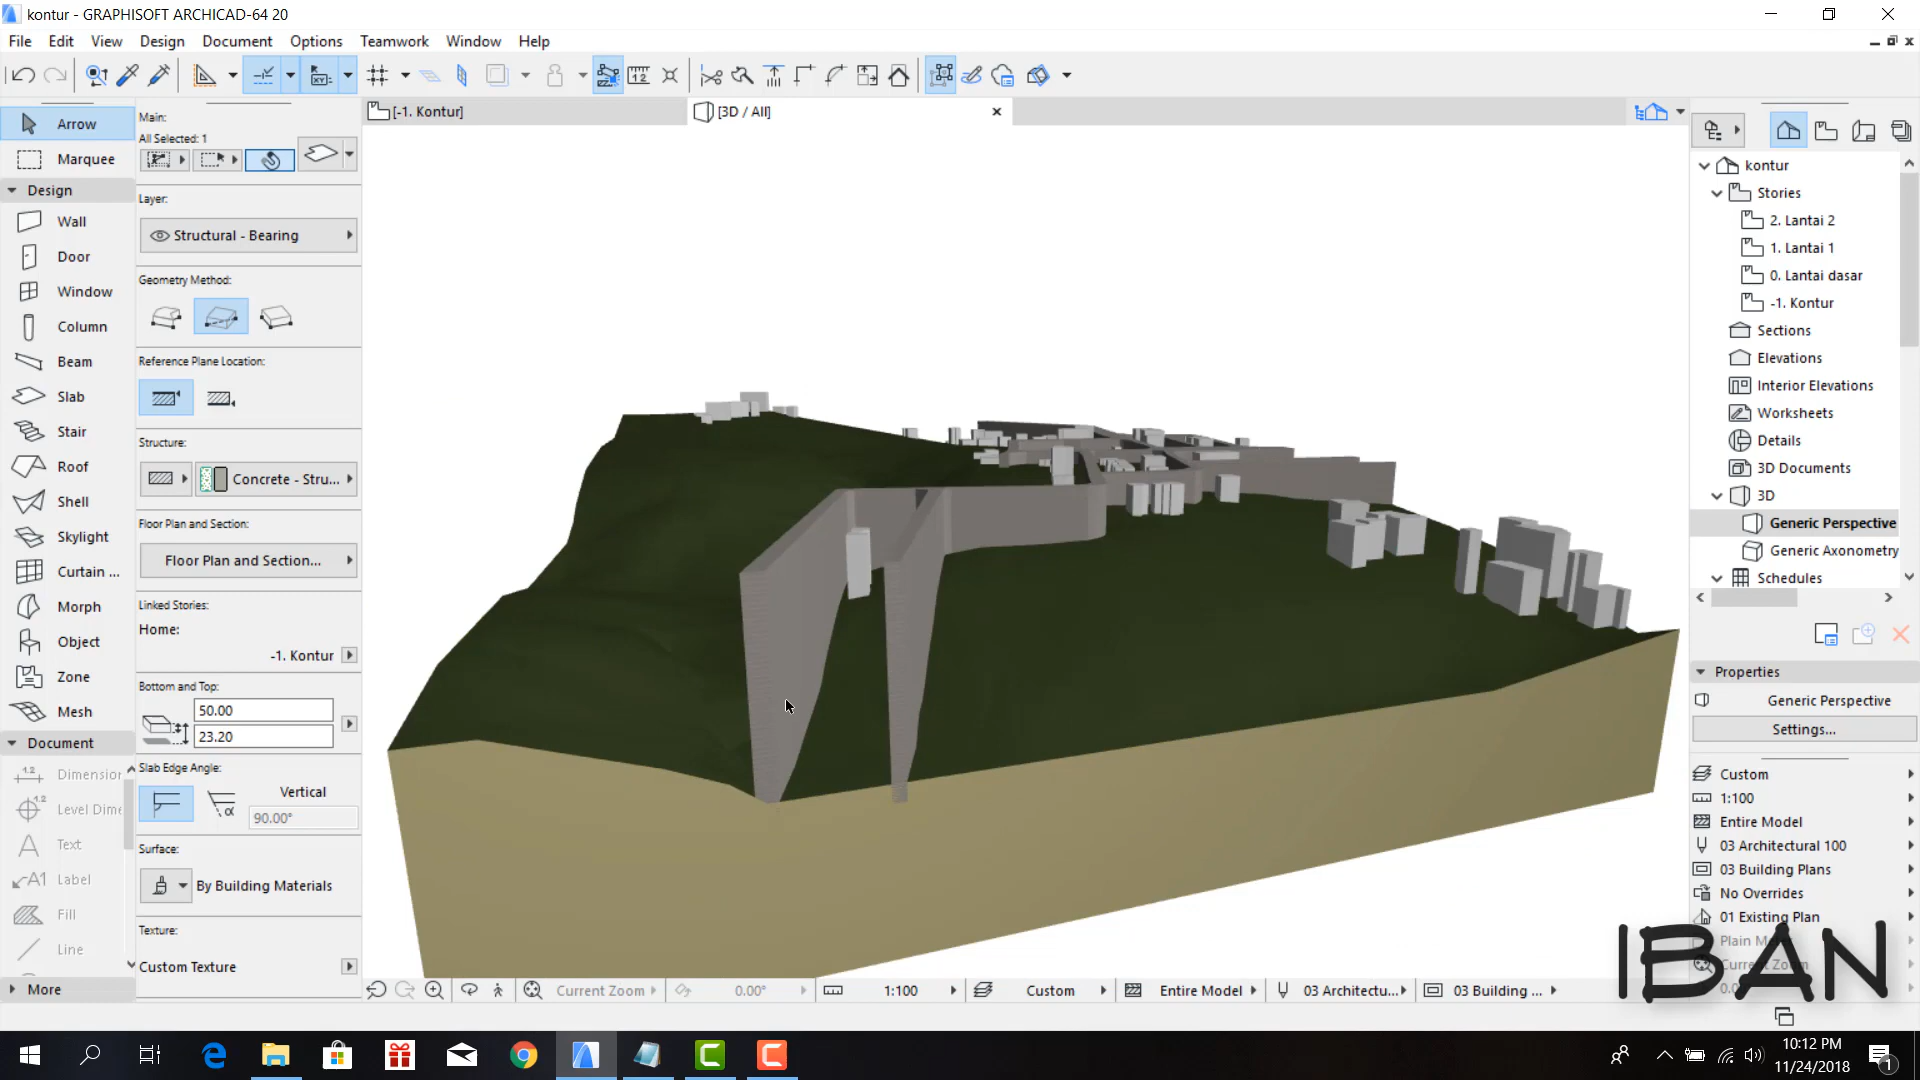 kontur - GRAPHISOFT ARCHICAD-64 20
File Edit View Design Document Options Teamwork Window Help
[-1. Kontur]
[3D / All]
Arrow
Marquee
Design
Wall
Door
Window
Column
Beam
Slab
Stair
Roof
Shell
Skylight
Curtain ...
Morph
Object
Zone
Mesh
Document
Dimension
Level Dime
Text
Label
Fill
Line
More
Main:
All Selected: 1
Layer:
Structural - Bearing
Geometry Method:
Reference Plane Location:
Structure:
Concrete - Stru...
Floor Plan and Section:
Floor Plan and Section...
Linked Stories:
Home:
-1. Kontur
Bottom and Top:
50.00
23.20
Slab Edge Angle:
Vertical
90.00°
Surface:
By Building Materials
Texture:
Custom Texture
kontur
Stories
2. Lantai 2
1. Lantai 1
0. Lantai dasar
-1. Kontur
Sections
Elevations
Interior Elevations
Worksheets
Details
3D Documents
3D
Generic Perspective
Generic Axonometry
Schedules
Properties
Generic Perspective
Settings...
Custom
1:100
Entire Model
03 Architectural 100
03 Building Plans
No Overrides
01 Existing Plan
Current Zoom
IBAN
Current Zoom 0.00° 1:100 Custom Entire Model 03 Architectu... 03 Building ...
10:12 PM
11/24/2018
1